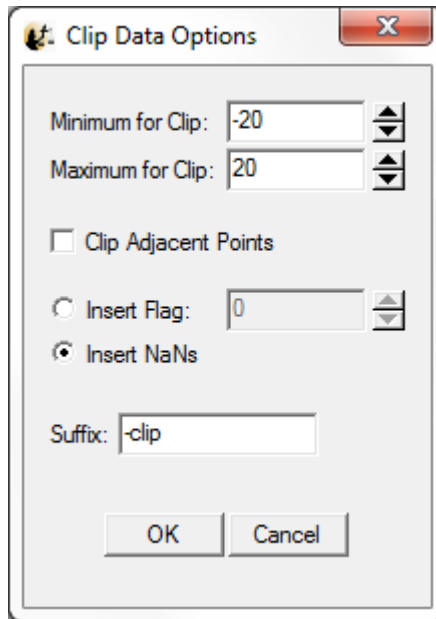 Clip Data Options
Minimum for Clip: -20
Maximum for Clip: 20
Clip Adjacent Points
Insert Flag: 0
Insert NaNs
Suffix: -clip
OK Cancel